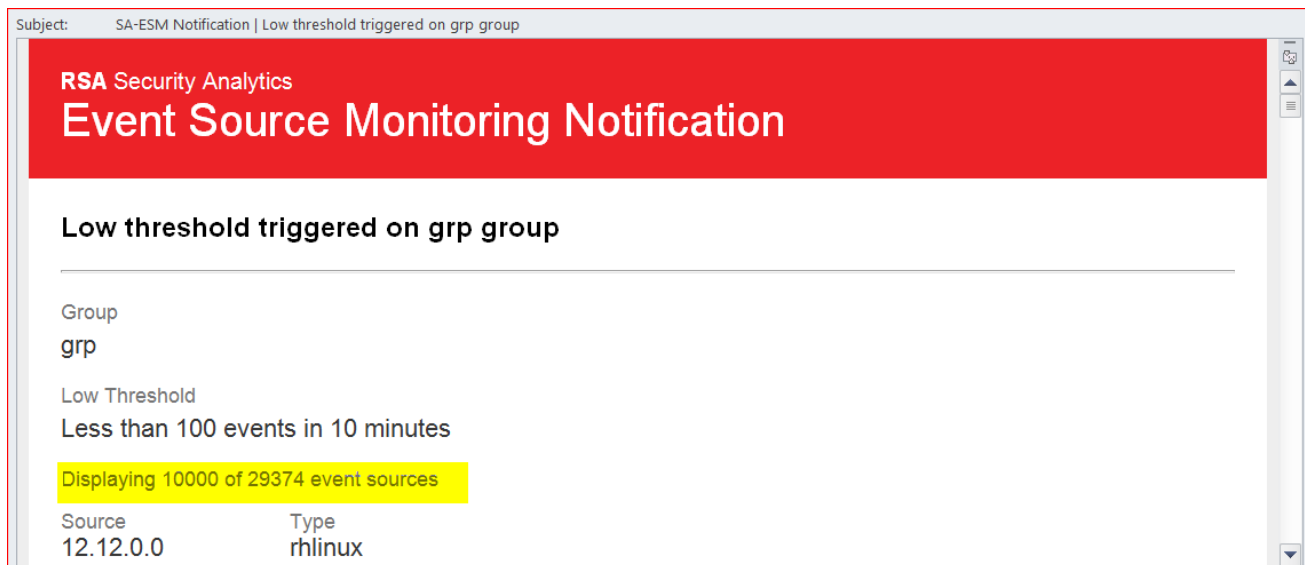 Subject: SA-ESM Notification | Low threshold triggered on grp group
RSA Security Analytics
Event Source Monitoring Notification
Low threshold triggered on grp group
Group
grp
Low Threshold
Less than 100 events in 10 minutes
Displaying 10000 of 29374 event sources
Source Type
12.12.0.0 rhlinux